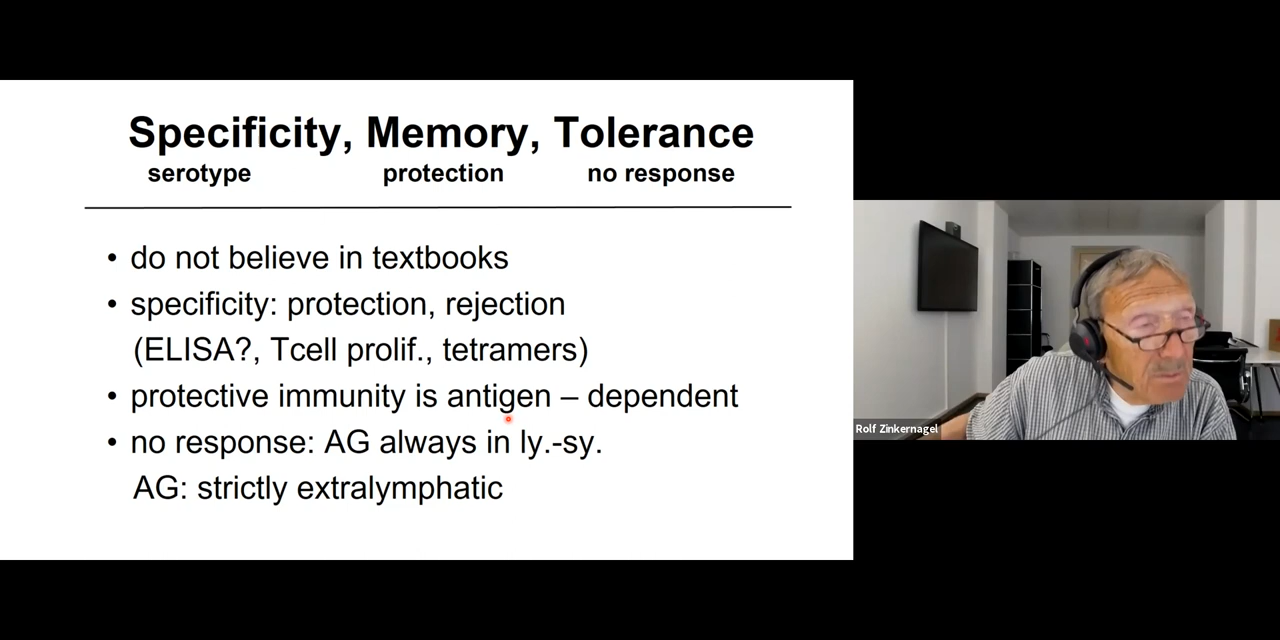 Specificity, Memory, Tolerance
serotype protection no response
• do not believe in textbooks
• specificity: protection, rejection
(ELISA?, Tcell prolif., tetramers)
• protective immunity is antigen – dependent
• no response: AG always in ly.-sy.
AG: strictly extralymphatic
Rolf Zinkernagel